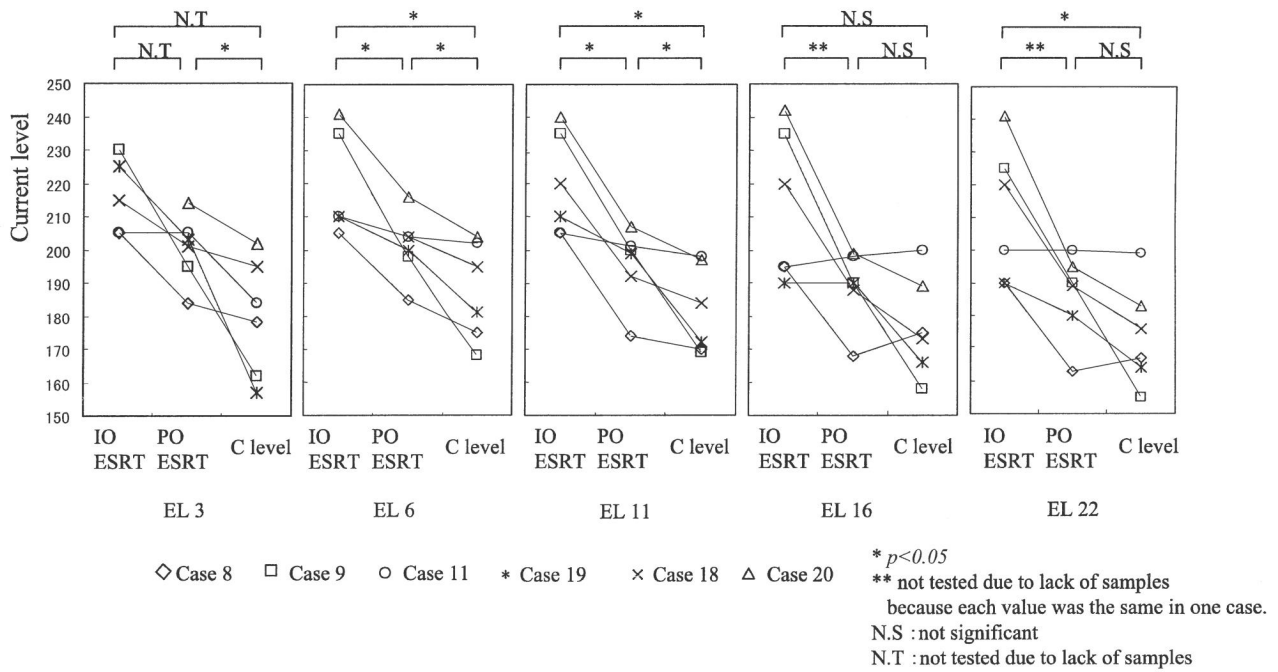 N.T * * N.S *
N.T * * * * * ** N.S ** N.S
Current level
250
240
230
220
210
200
190
180
170
160
150
IO ESRT PO ESRT C level
IO ESRT PO ESRT C level
IO ESRT PO ESRT C level
IO ESRT PO ESRT C level
IO ESRT PO ESRT C level
EL 3 EL 6 EL 11 EL 16 EL 22
Case 8 Case 9 Case 11 Case 19 Case 18 Case 20
* p<0.05
** not tested due to lack of samples
because each value was the same in one case.
N.S : not significant
N.T : not tested due to lack of samples